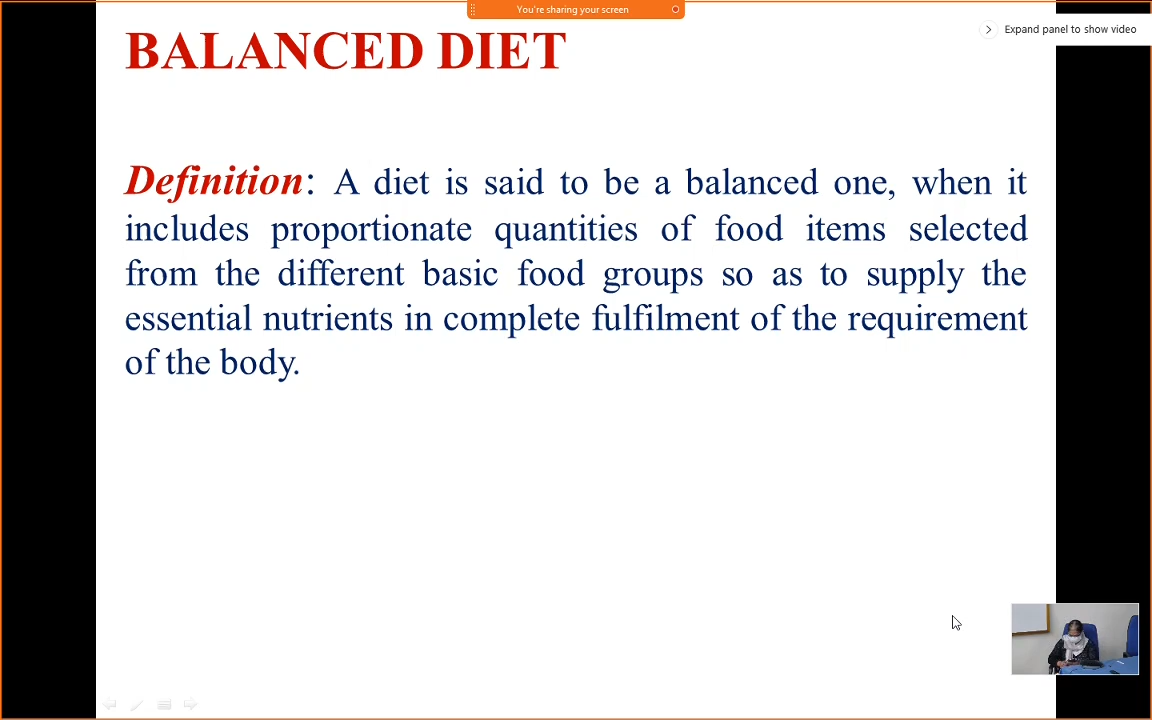 You're sharing your screen
Expand panel to show video
BALANCED DIET
Definition: A diet is said to be a balanced one, when it
includes proportionate quantities of food items selected
from the different basic food groups so as to supply the
essential nutrients in complete fulfilment of the requirement
of the body.